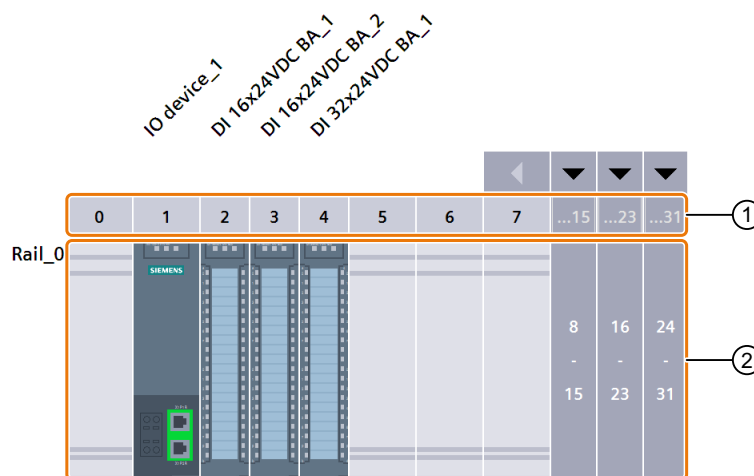 IO device_1
DI 16x24VDC BA_1
DI 16x24VDC BA_2
DI 32x24VDC BA_1
0 1 2 3 4 5 6 7 ...15 ...23 ...31
1
Rail_0
SIEMENS
8 16 24
- - -
15 23 31
2